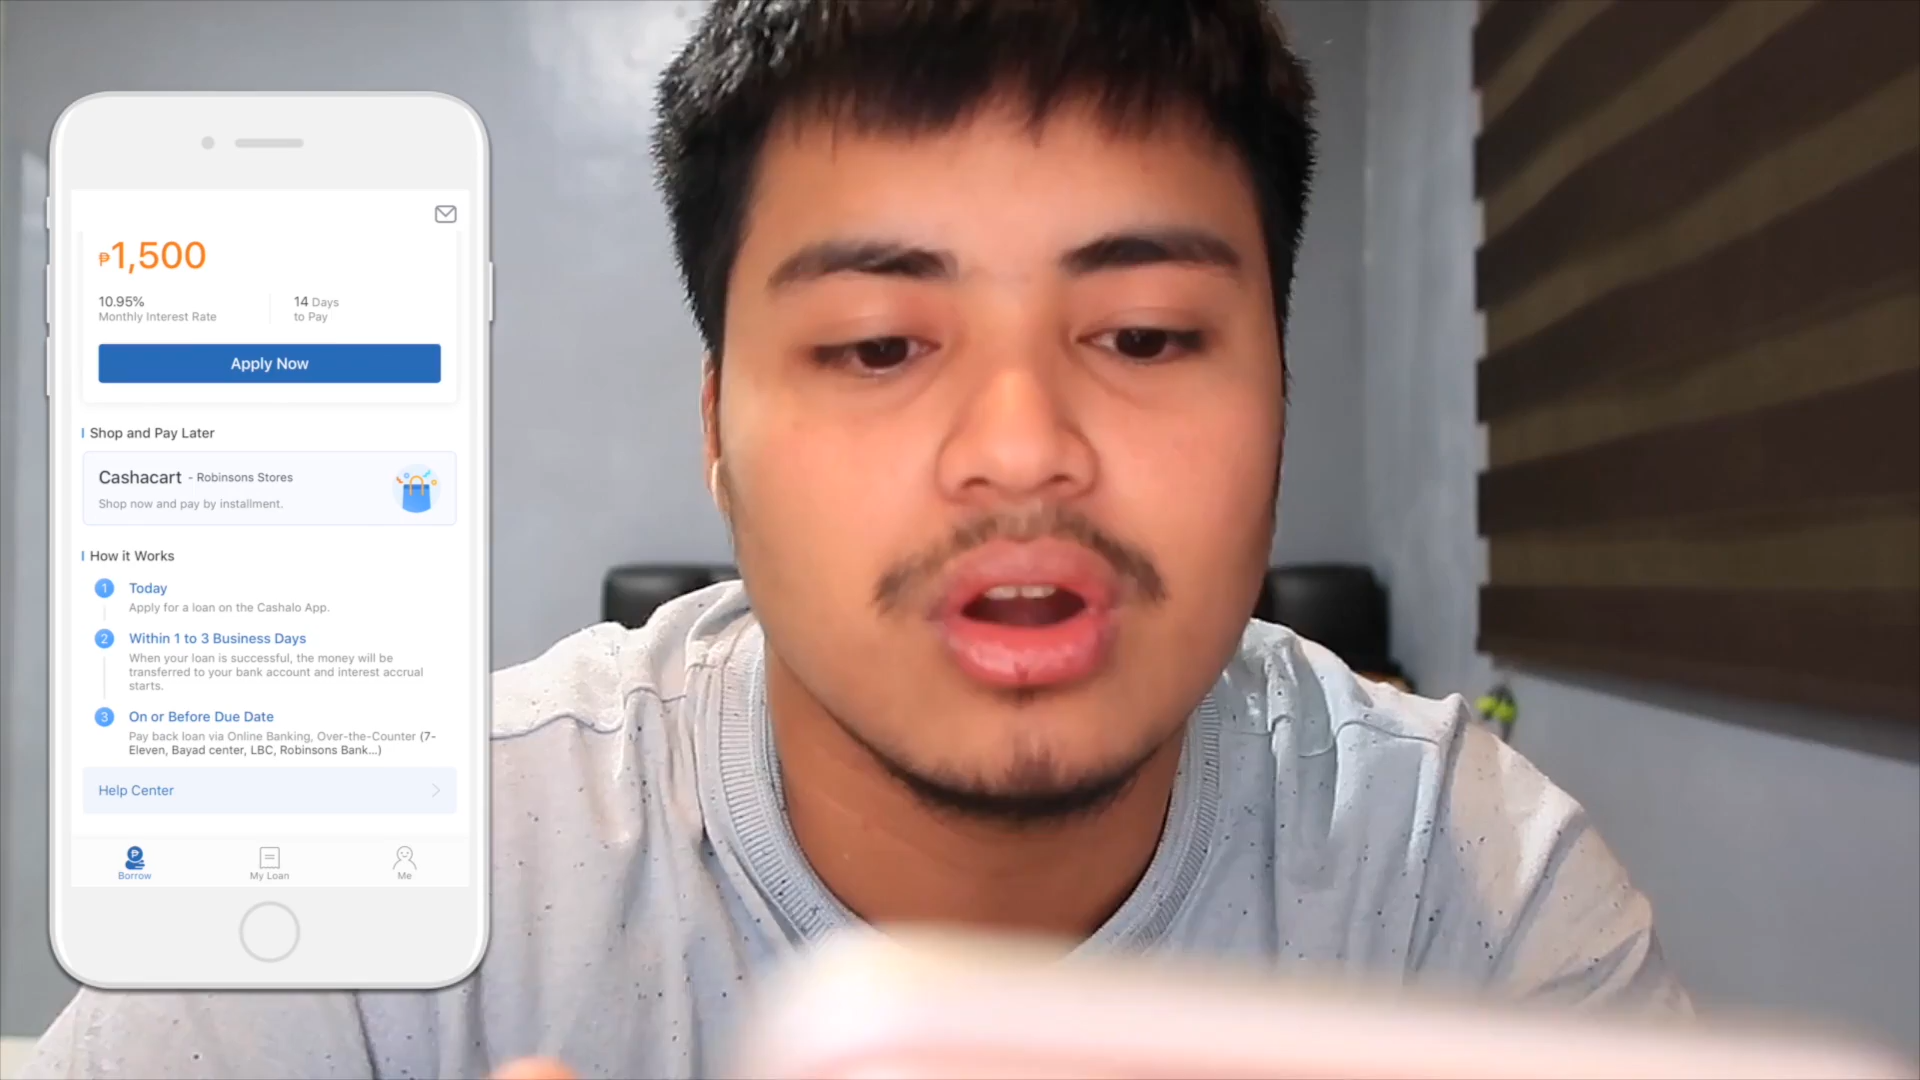 ₱1,500
10.95%
Monthly Interest Rate
14 Days
to Pay
Apply Now
Shop and Pay Later
Cashacart - Robinsons Stores
Shop now and pay by installment.
How it Works
1 Today
Apply for a loan on the Cashalo App.
2 Within 1 to 3 Business Days
When your loan is successful, the money will be
transferred to your bank account and interest accrual
starts.
3 On or Before Due Date
Pay back loan via Online Banking, Over-the-Counter (7-
Eleven, Bayad center, LBC, Robinsons Bank...)
Help Center
Borrow
My Loan
Me